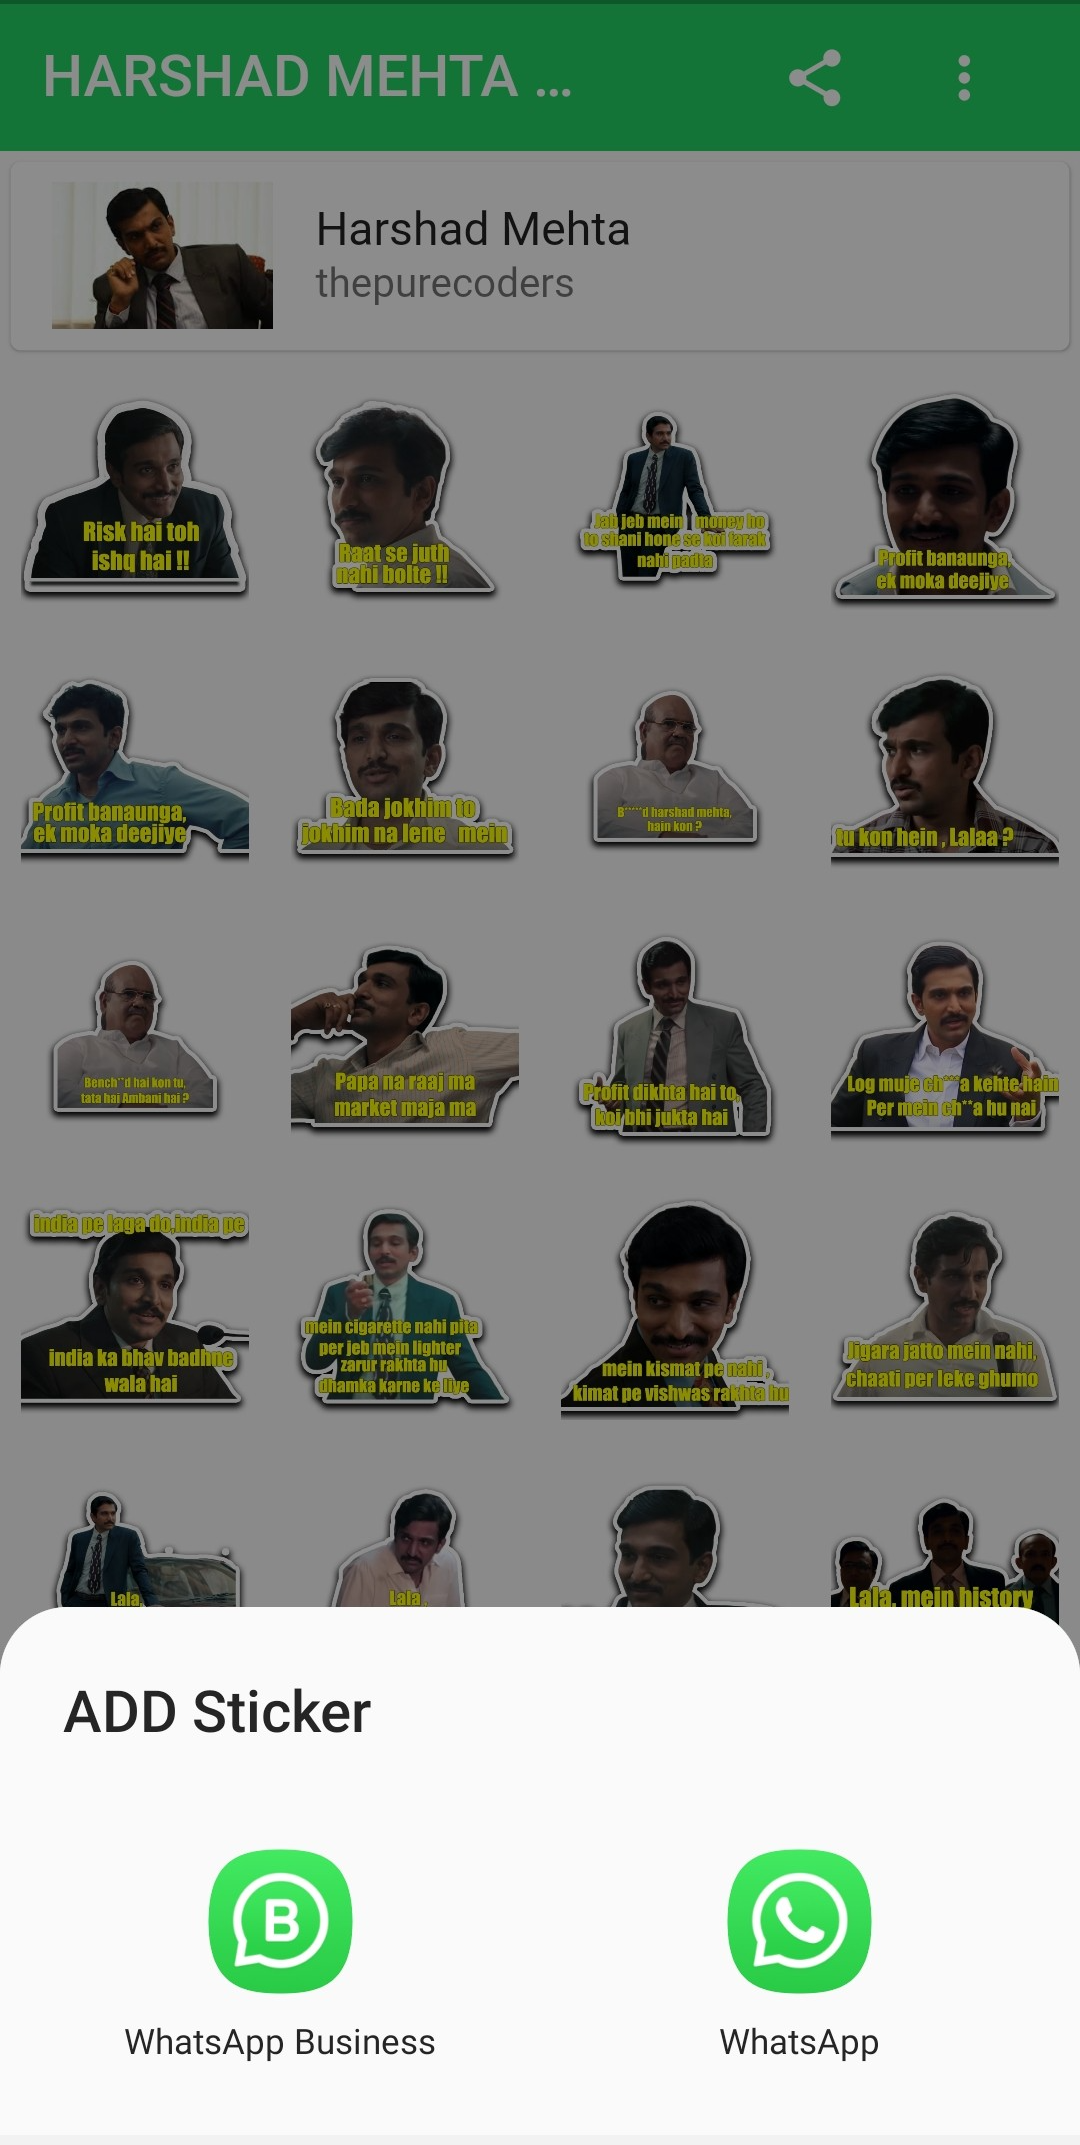 HARSHAD MEHTA ...
Harshad Mehta
thepurecoders
Risk hai toh
ishq hai !!
Raat se juth
nahi bolte !!
Jab jeb mein money ho
to shani hone se koi farak
nahi padta
Profit banaunga,
ek moka deejiye
Profit banaunga,
ek moka deejiye
Bada jokhim to
jokhim na lene mein
B*****d harshad mehta,
hain kon ?
tu kon hein , Lalaa ?
Bench**d hai kon tu,
tata hai Ambani hai ?
Papa na raaj ma
market maja ma
Profit dikhta hai to,
koi bhi jukta hai
Log muje ch***a kehte hain
Per mein ch**a hu nai
india pe laga do,india pe
india ka bhav badhne
wala hai
mein cigarette nahi pita
per jeb mein lighter
zarur rakhta hu
dhamka karne ke liye
mein kismat pe nahi ,
kimat pe vishwas rakhta hu
Jigara jatto mein nahi,
chaati per leke ghumo
Lala,
Lala ,
Lala, mein history
ADD Sticker
B
WhatsApp Business
WhatsApp